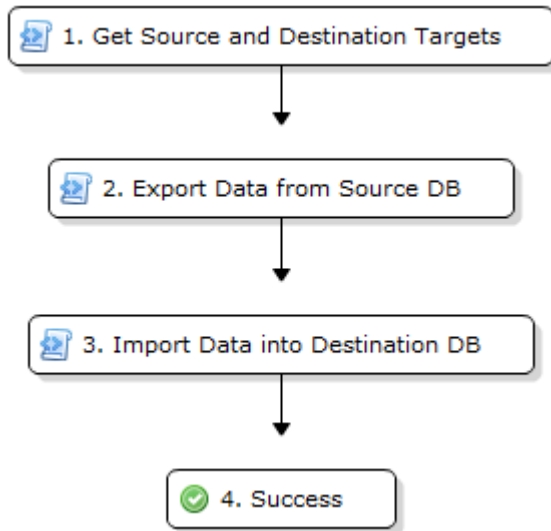 1. Get Source and Destination Targets
2. Export Data from Source DB
3. Import Data into Destination DB
4. Success